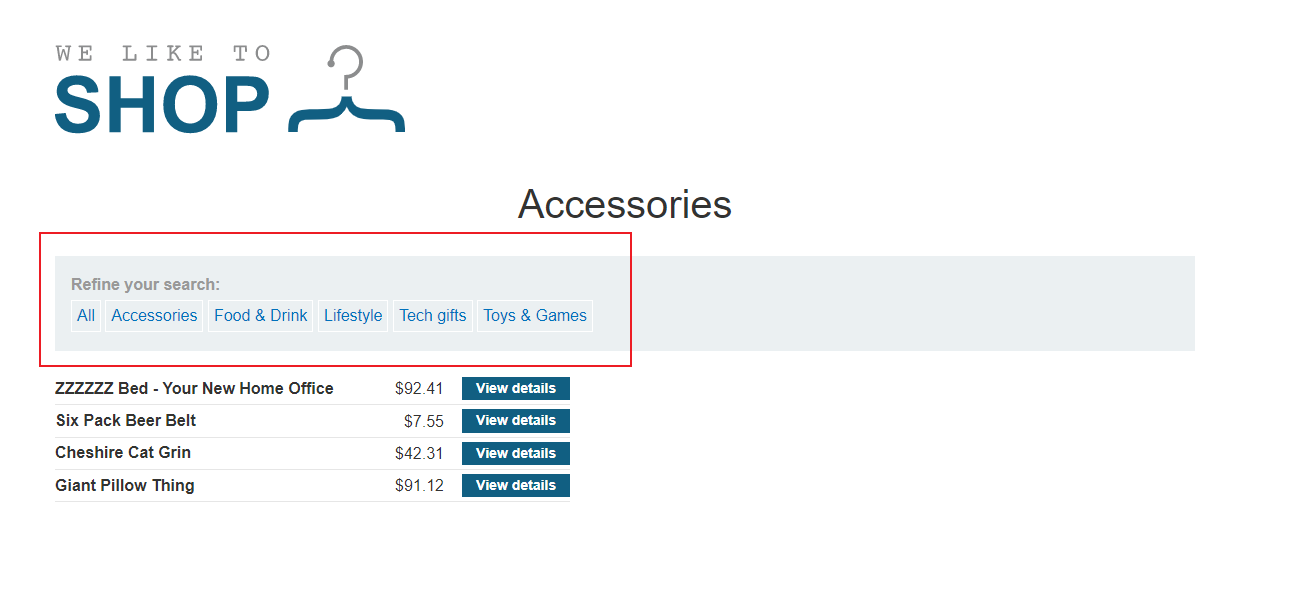 WE LIKE TO
SHOP
Accessories
Refine your search:
All Accessories Food & Drink Lifestyle Tech gifts Toys & Games
ZZZZZZ Bed - Your New Home Office $92.41 View details
Six Pack Beer Belt $7.55 View details
Cheshire Cat Grin $42.31 View details
Giant Pillow Thing $91.12 View details